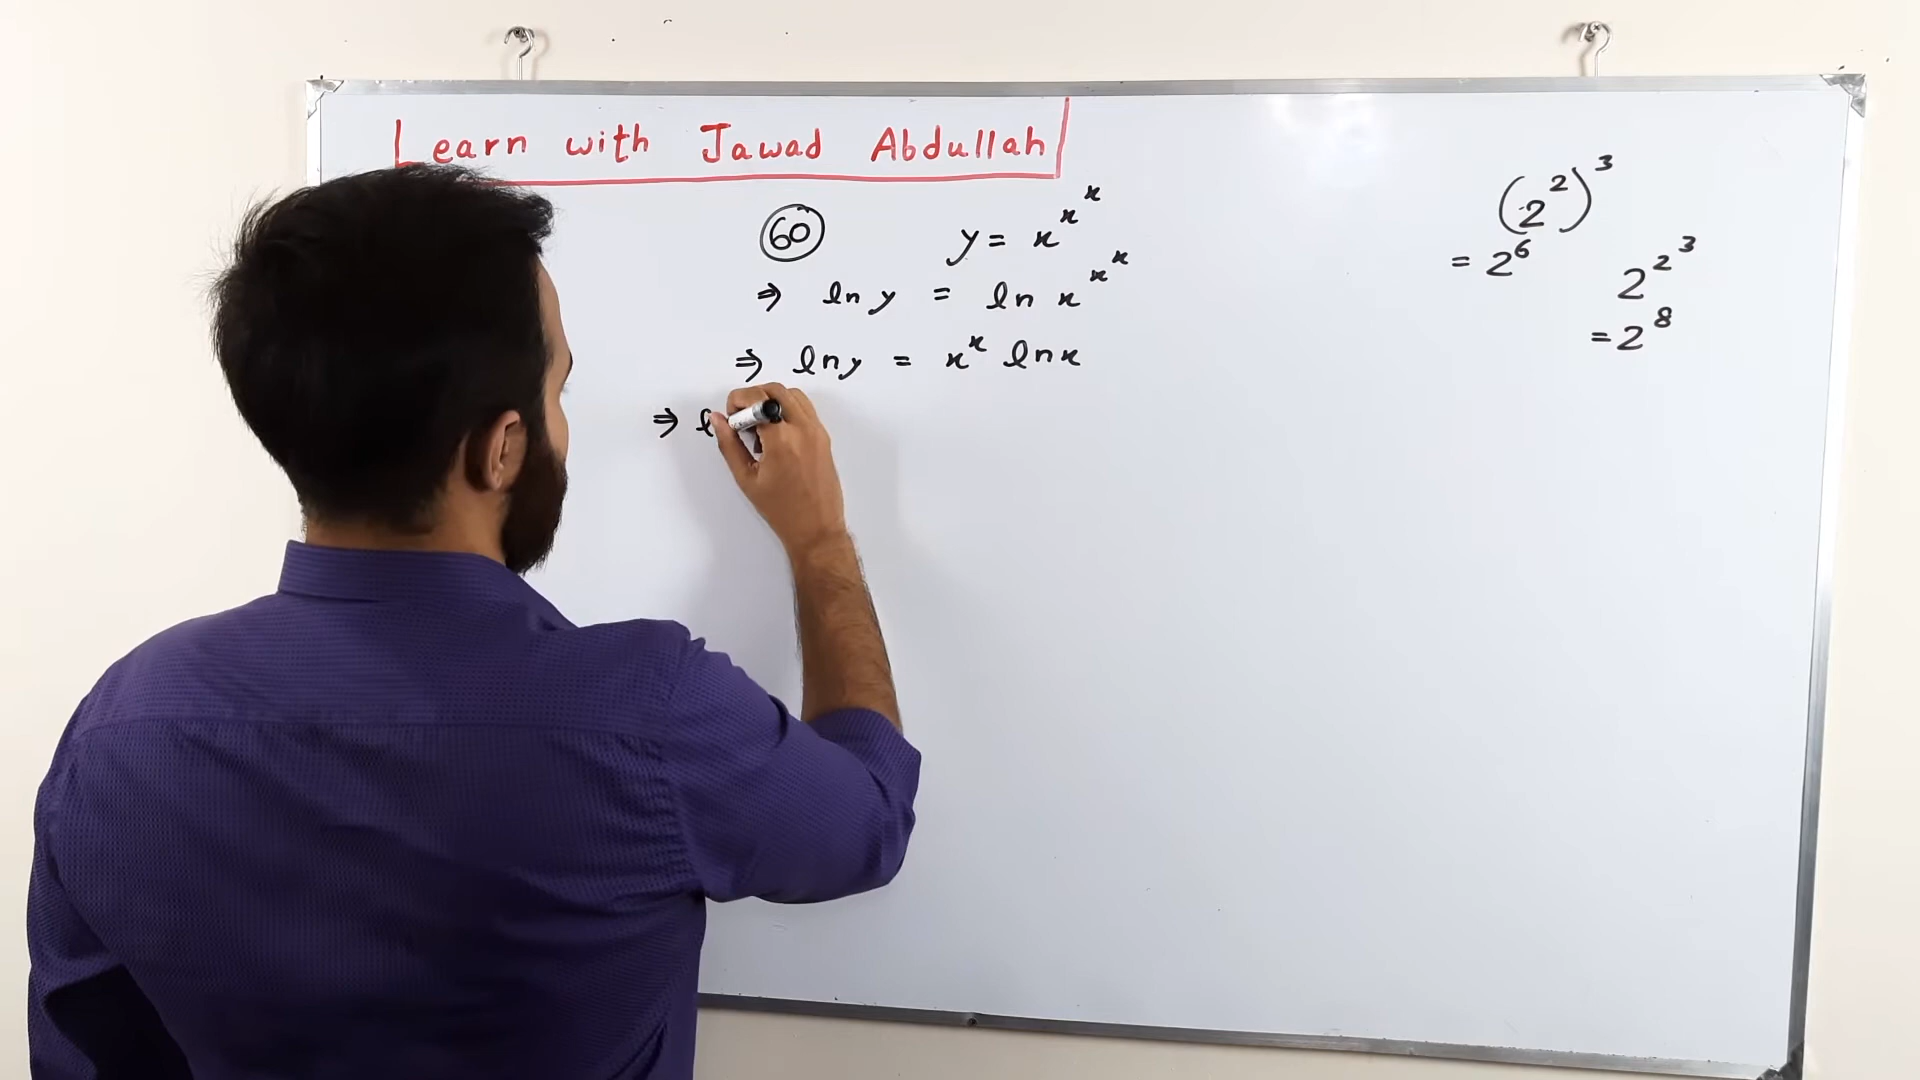 Learn with Jawad Abdullah
60 y = x^x^x
⇒ ln y = ln x^x^x
⇒ ln y = x^x ln x
⇒ l
(2^2)^3
= 2^6
2^2^3
= 2^8